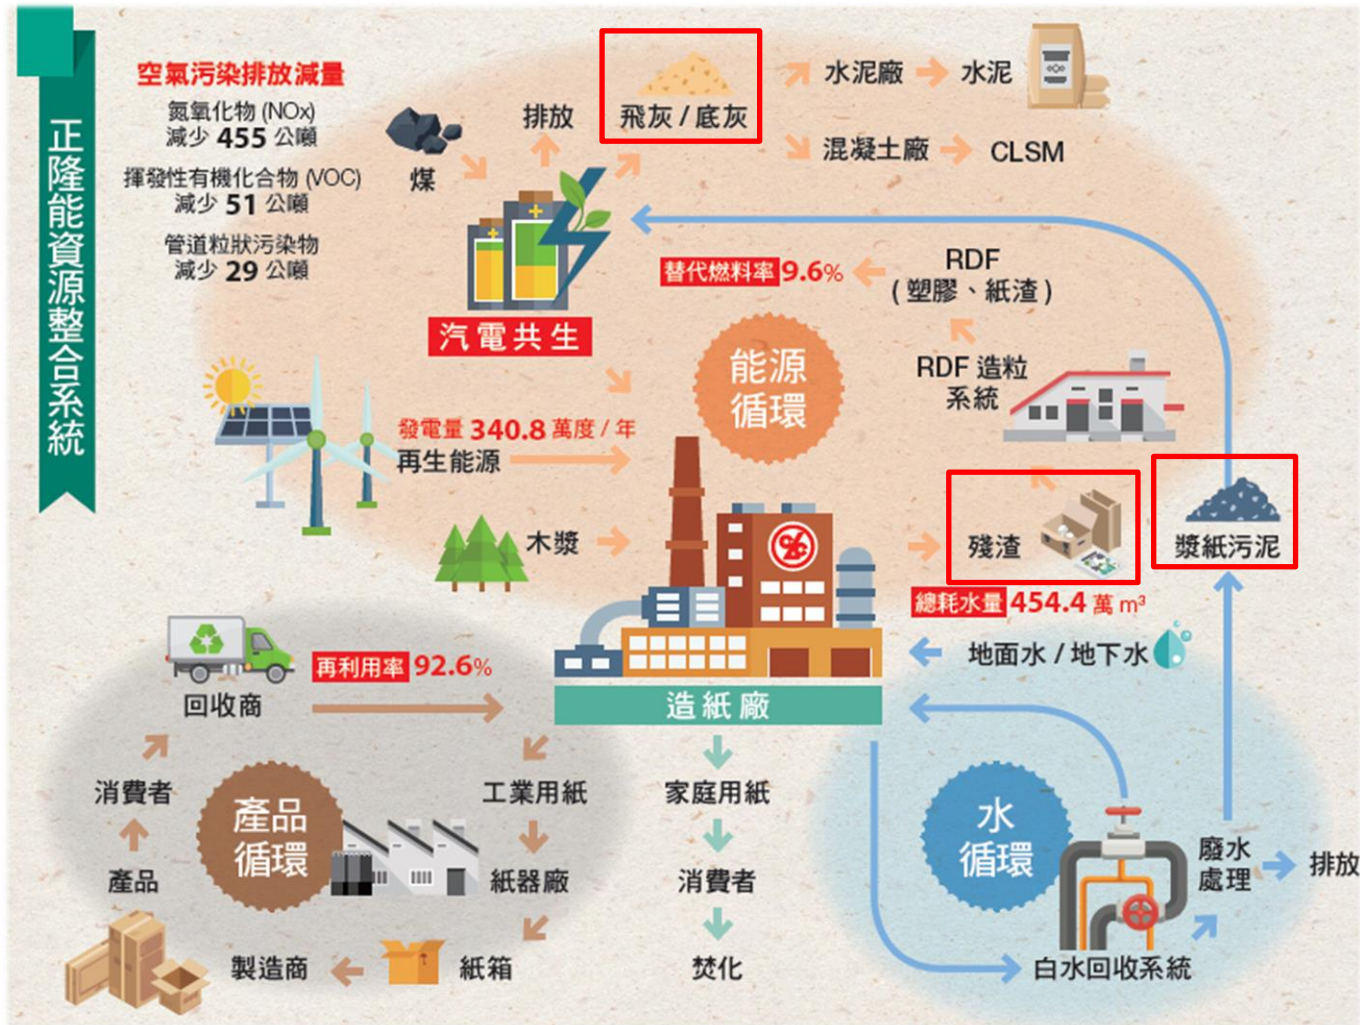 正隆能資源整合系統
空氣污染排放減量
氮氧化物 (NOx)
減少 455 公噸
揮發性有機化合物 (VOC)
減少 51 公噸
管道粒狀污染物
減少 29 公噸
煤
排放
飛灰 / 底灰
水泥廠
水泥
混凝土廠
CLSM
汽電共生
替代燃料率 9.6%
RDF
( 塑膠、紙渣 )
RDF 造粒
系統
能源
循環
發電量 340.8 萬度 / 年
再生能源
木漿
殘渣
漿紙污泥
總耗水量 454.4 萬 m³
地面水 / 地下水
回收商
再利用率 92.6%
造紙廠
消費者
產品
循環
工業用紙
家庭用紙
水
循環
產品
紙器廠
消費者
廢水
處理
排放
製造商
紙箱
焚化
白水回收系統